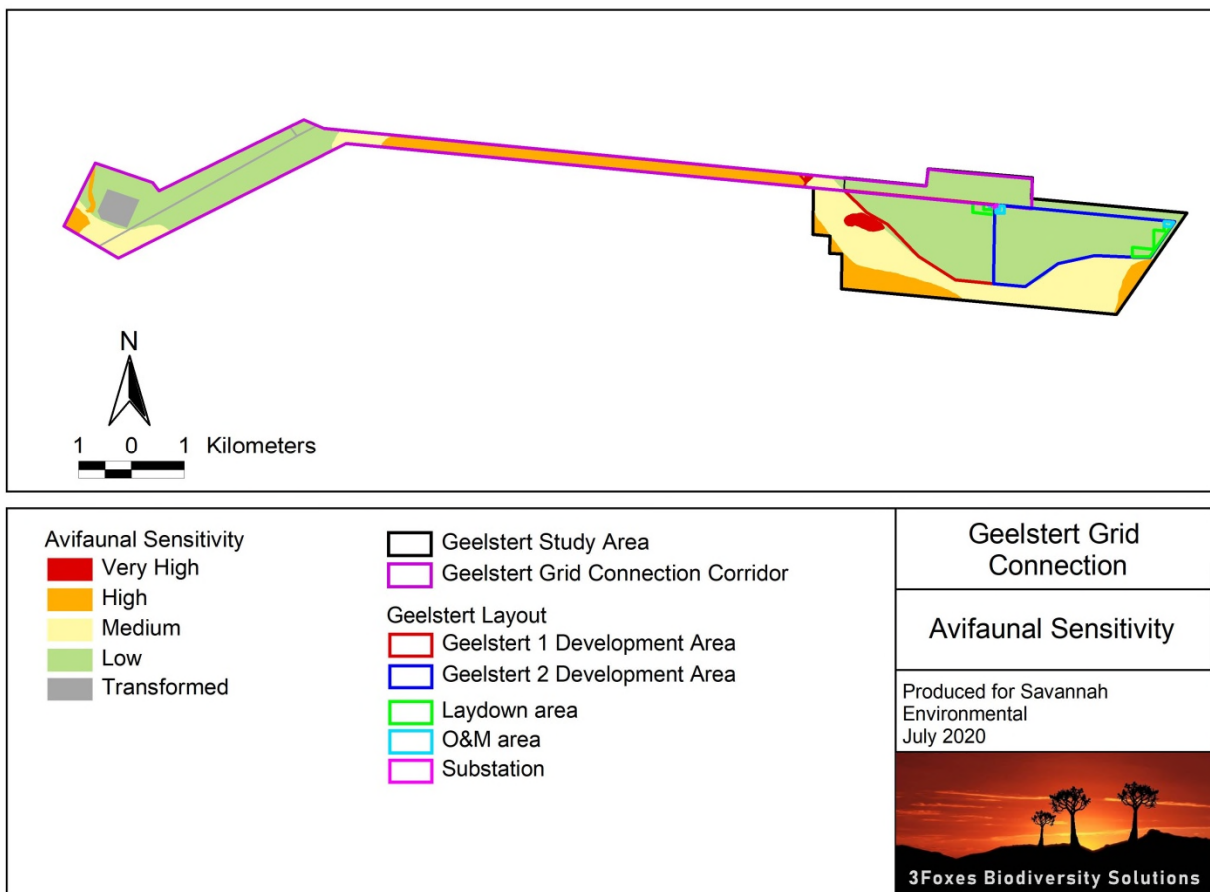 N
1 0 1 Kilometers
Avifaunal Sensitivity
Very High
High
Medium
Low
Transformed
Geelstert Study Area
Geelstert Grid Connection Corridor
Geelstert Layout
Geelstert 1 Development Area
Geelstert 2 Development Area
Laydown area
O&M area
Substation
Geelstert Grid
Connection
Avifaunal Sensitivity
Produced for Savannah
Environmental
July 2020
3Foxes Biodiversity Solutions